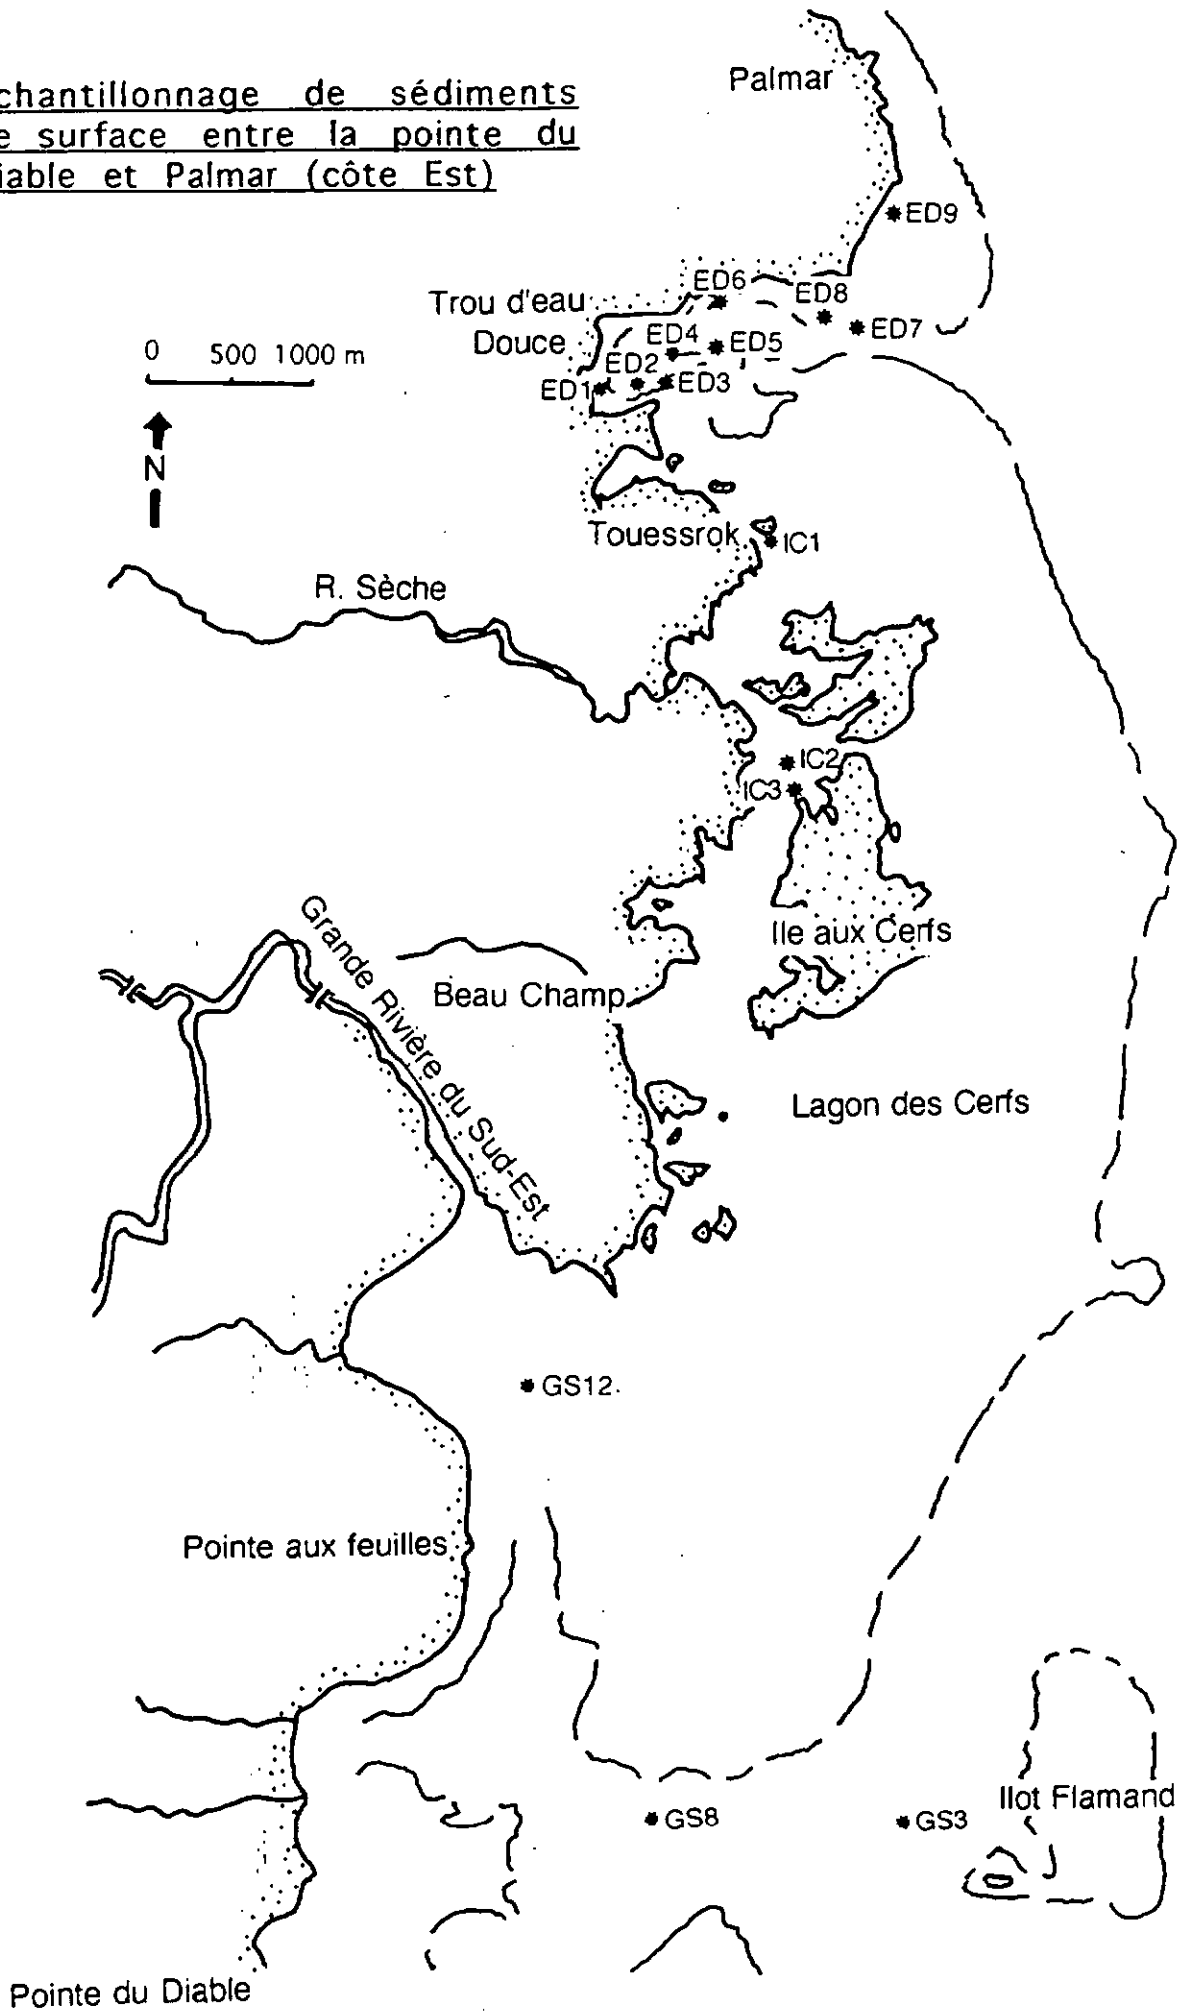 chantillonnage de sédiments
e surface entre la pointe du
iable et Palmar (côte Est)
Palmar
ED9
ED6
ED8
Trou d'eau
Douce
ED4
ED5
ED7
0 500 1000 m
ED2
ED1
ED3
N
Touessrok
IC1
R. Sèche
IC2
IC3
Ile aux Cerfs
Grande Rivière du Sud-Est
Beau Champ
Lagon des Cerfs
GS12
Pointe aux feuilles
Ilot Flamand
GS8
GS3
Pointe du Diable